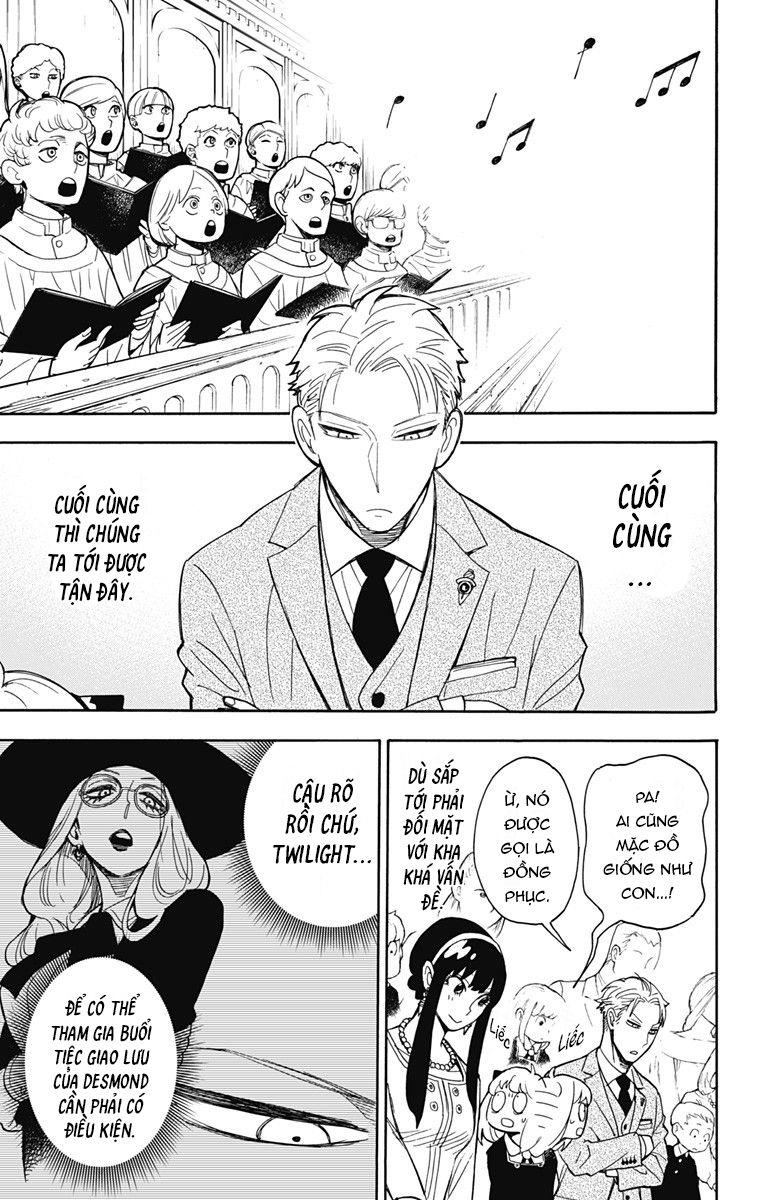 CUỐI
CÙNG
...
CUỐI CÙNG
THÌ CHÚNG
TA TỚI ĐƯỢC
TẬN ĐÂY.
PA!
AI CŨNG
MẶC ĐỒ
GIỐNG NHƯ
CON...!
Ừ, NÓ
ĐƯỢC
GỌI LÀ
ĐỒNG
PHỤC.
DÙ SẮP
TỚI PHẢI
ĐỐI MẶT
VỚI KHA
KHÁ VẤN
ĐỀ!
LIẾC
LIẾC
CẬU RÕ
RỒI CHỨ,
TWILIGHT...
ĐỂ CÓ THỂ
THAM GIA BUỔI
TIỆC GIAO LƯU
CỦA DESMOND
CẦN PHẢI CÓ
ĐIỀU KIỆN.